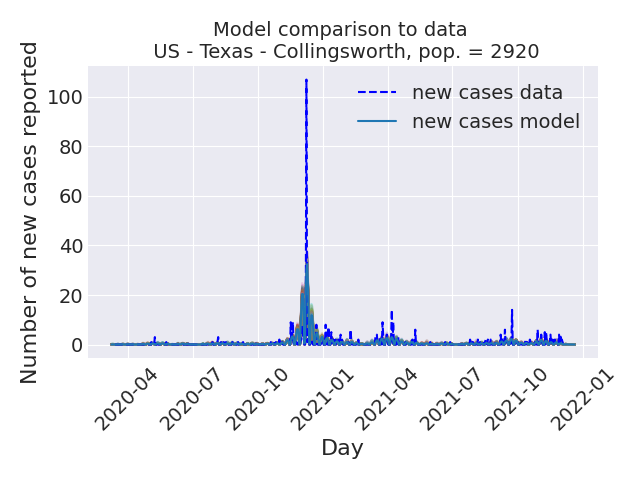 Model comparison to data
US - Texas - Collingsworth, pop. = 2920
Number of new cases reported
100
80
60
40
20
0
new cases data
new cases model
2020-04
2020-07
2020-10
2021-01
2021-04
2021-07
2021-10
2022-01
Day